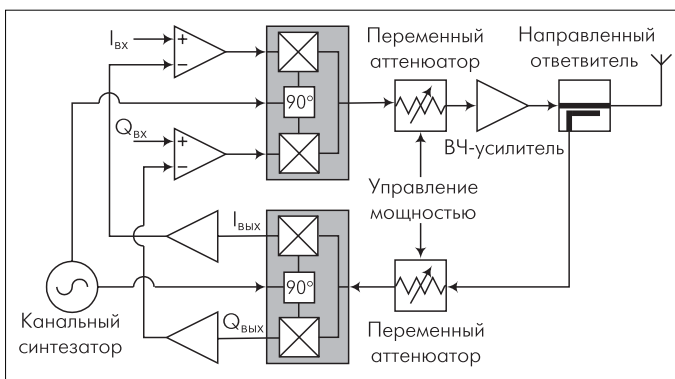 I вх
Переменный
аттенюатор
Направленный
ответвитель
90°
Q вх
ВЧ-усилитель
Управление
мощностью
I вых
90°
Канальный
синтезатор
Q вых
Переменный
аттенюатор